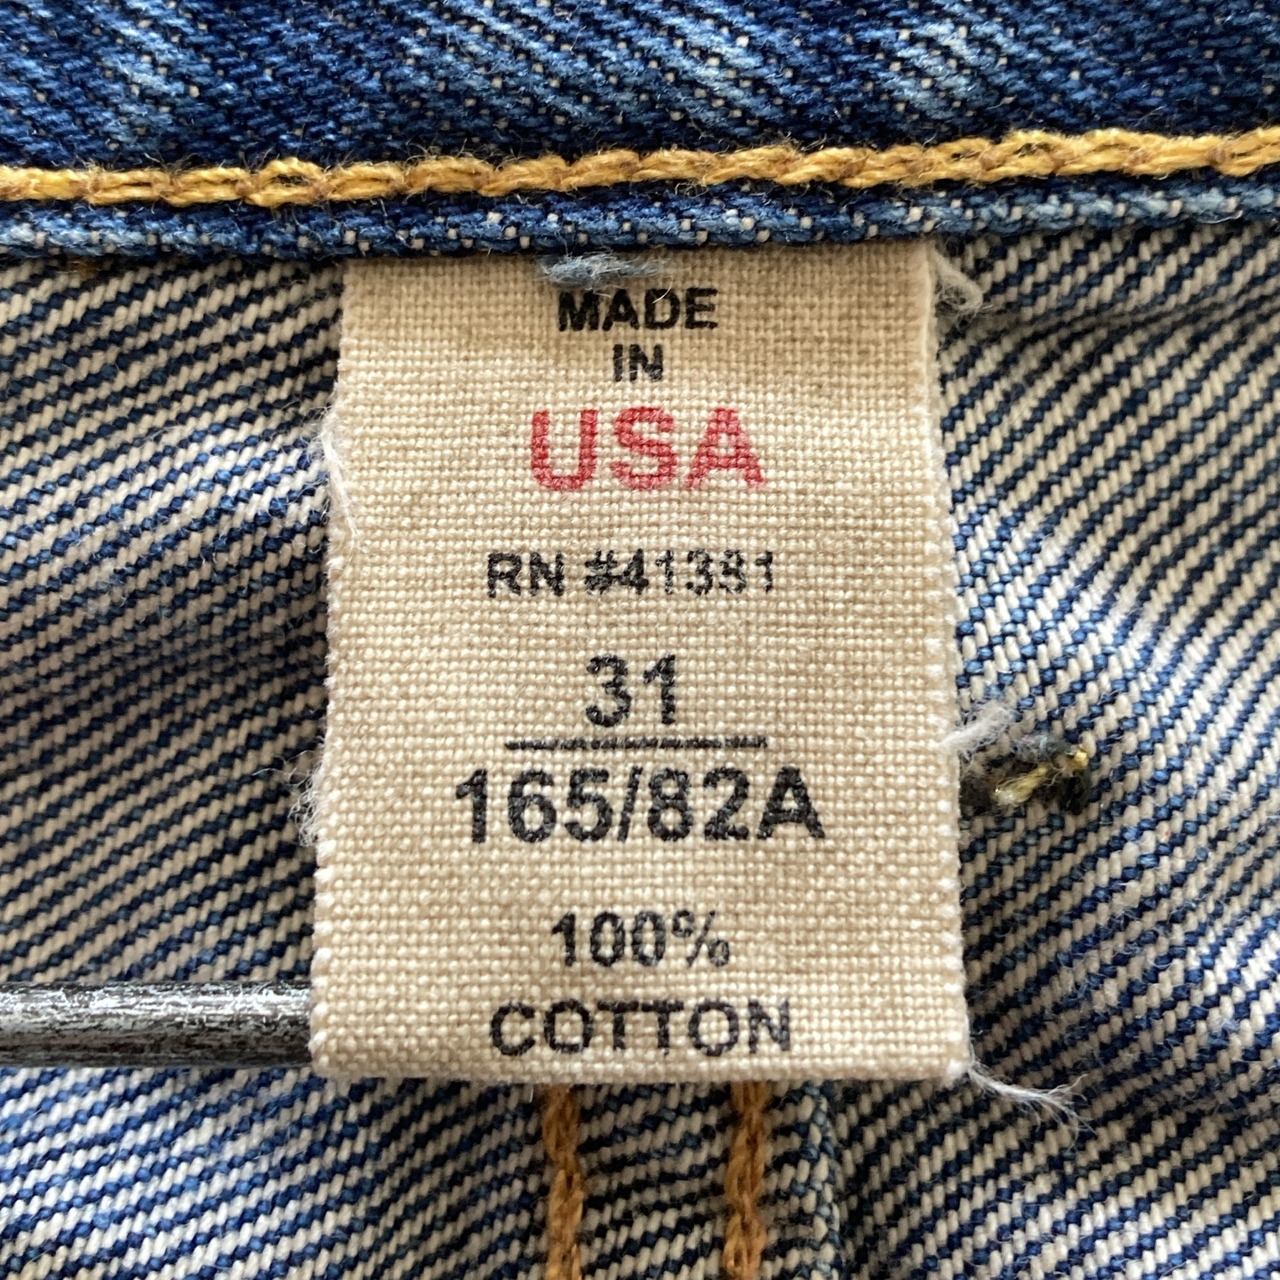 MADE
IN
USA
RN #41381
31
165/82A
100%
COTTON